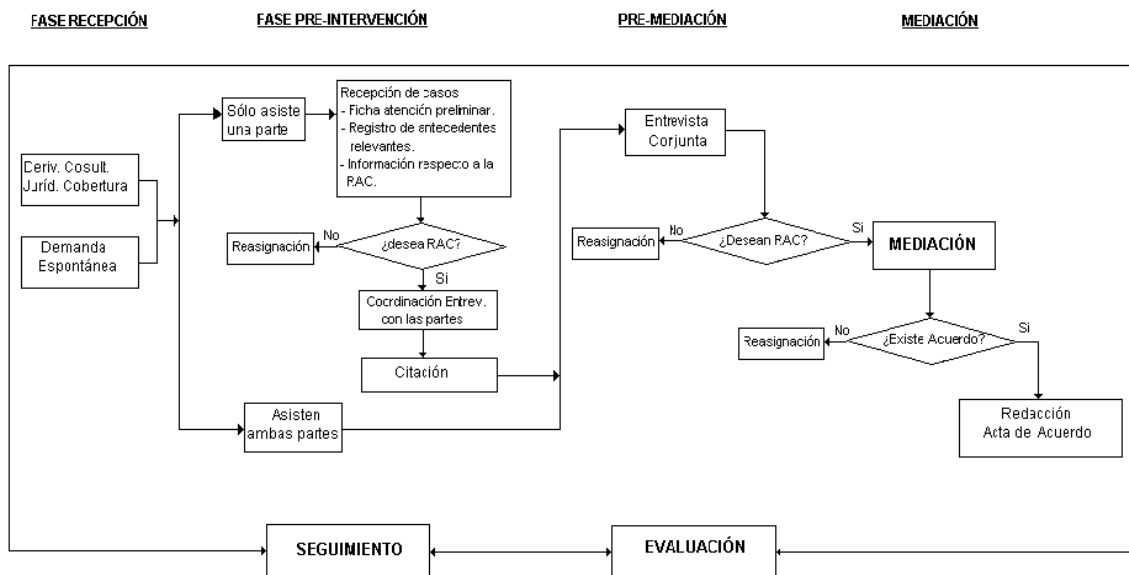 FASE RECEPCIÓN
FASE PRE-INTERVENCIÓN
PRE-MEDIACIÓN
MEDIACIÓN
Deriv. Cosult.
Juríd. Cobertura
Demanda
Espontánea
Sólo asiste
una parte
Recepción de casos
- Ficha atención preliminar.
- Registro de antecedentes
relevantes.
- Información respecto a la
RAC.
Reasignación
No
¿desea RAC?
Si
Coordinación Entrev.
con las partes
Citación
Asisten
ambas partes
Entrevista
Corjunta
Reasignación
No
¿Desean RAC?
Si
MEDIACIÓN
Reasignación
No
¿Existe Acuerdo?
Si
Redacción
Acta de Acuerdo
SEGUIMIENTO
EVALUACIÓN